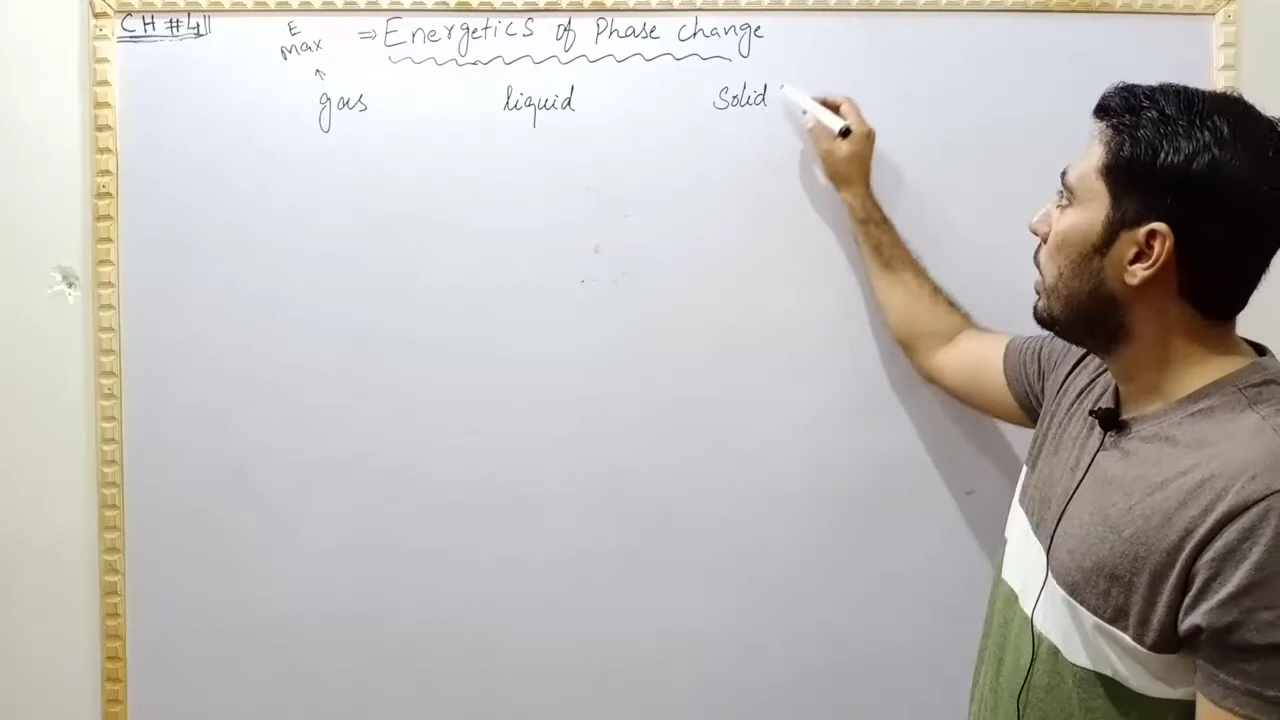 CH #4
E
max ⇒ Energetics of Phase change
↑
gas liquid Solid